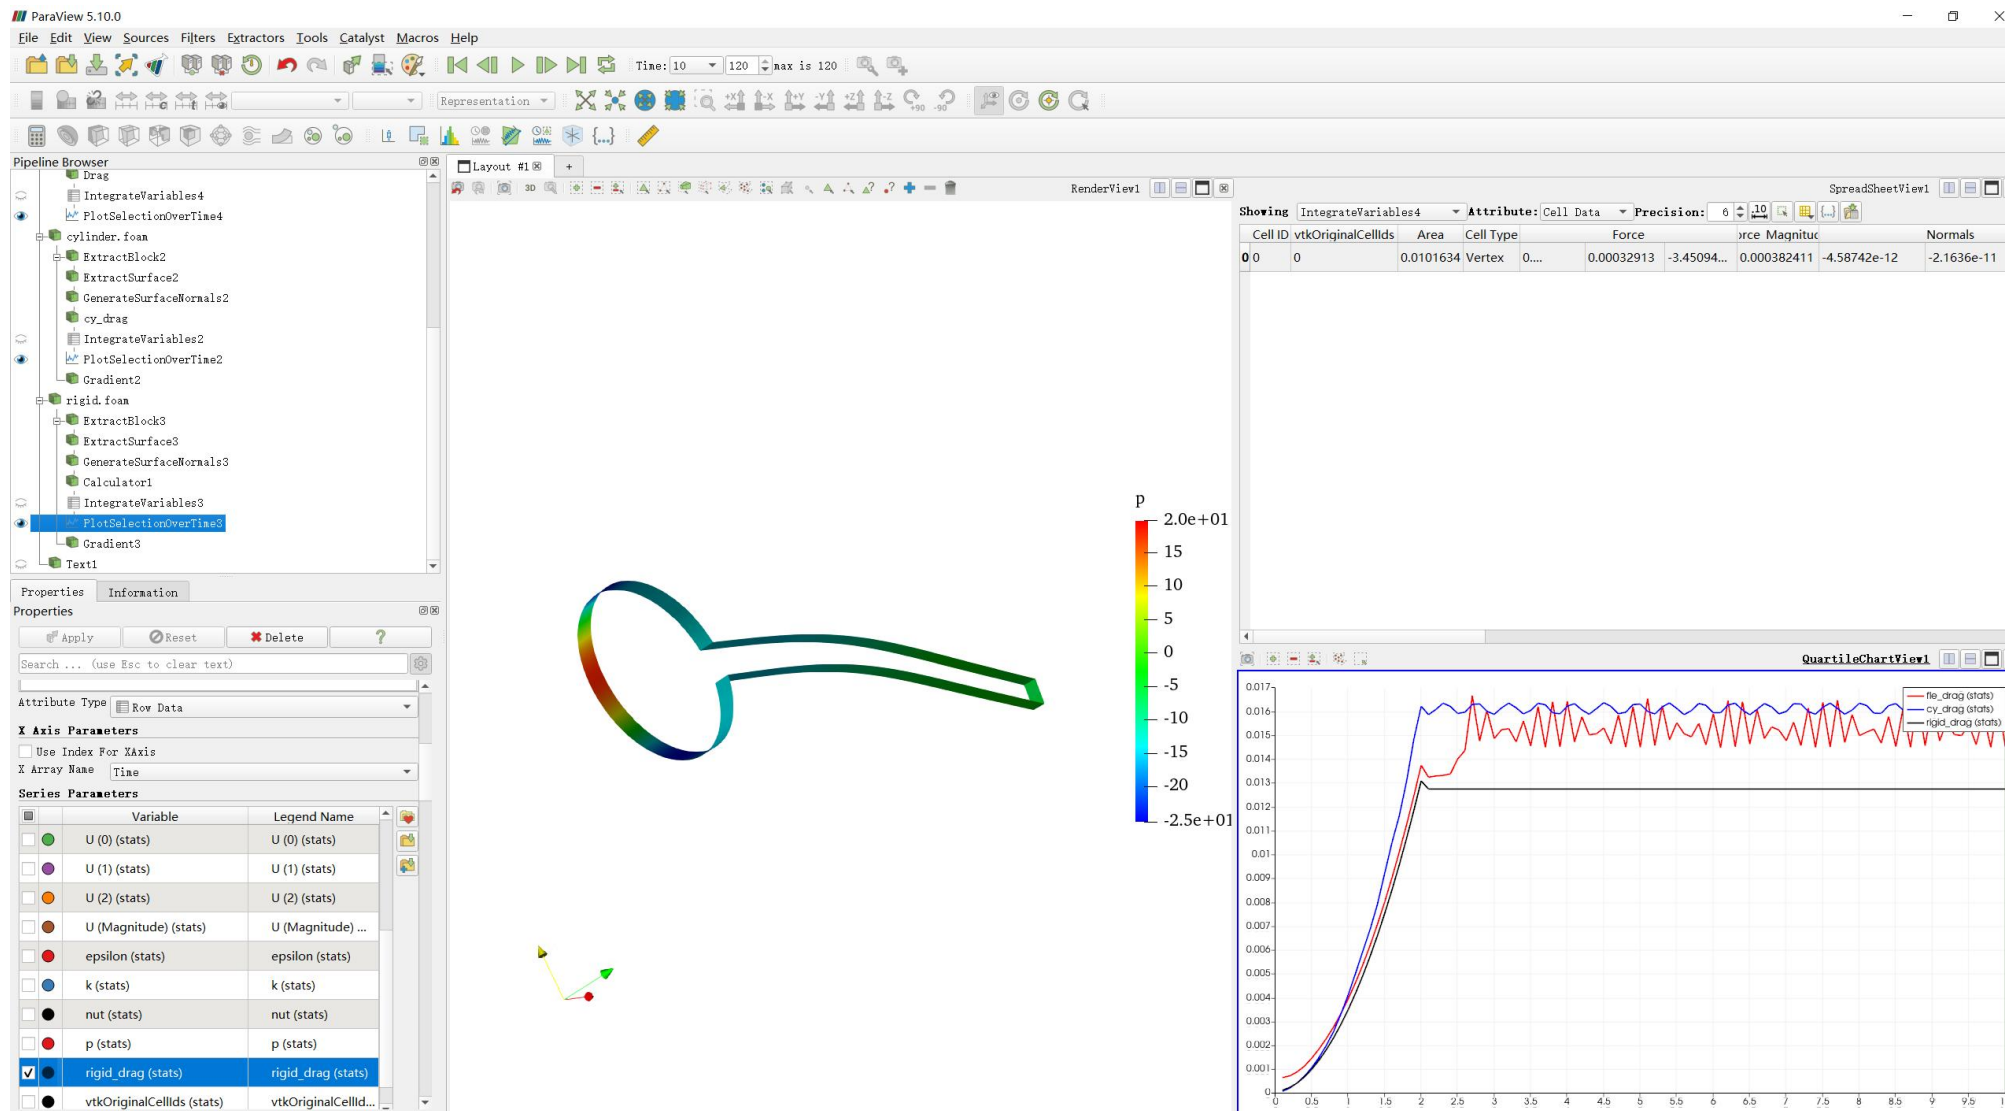 ParaView 5.10.0
File Edit View Sources Filters Extractors Tools Catalyst Macros Help
Time: 10 120 max is 120
Representation
+X -X +Y -Y +Z -Z +90 -90
Pipeline Browser
Drag
IntegrateVariables4
PlotSelectionOverTime4
cylinder.foam
ExtractBlock2
ExtractSurface2
GenerateSurfaceNormals2
cy_drag
IntegrateVariables2
PlotSelectionOverTime2
Gradient2
rigid.foam
ExtractBlock3
ExtractSurface3
GenerateSurfaceNormals3
Calculator1
IntegrateVariables3
PlotSelectionOverTime3
Gradient3
Text1
Properties Information
Properties
Apply Reset Delete ?
Search ... (use Esc to clear text)
Attribute Type Row Data
X Axis Parameters
Use Index For XAxis
X Array Name Time
Series Parameters
Variable Legend Name
U (0) (stats) U (0) (stats)
U (1) (stats) U (1) (stats)
U (2) (stats) U (2) (stats)
U (Magnitude) (stats) U (Magnitude) ...
epsilon (stats) epsilon (stats)
k (stats) k (stats)
nut (stats) nut (stats)
p (stats) p (stats)
rigid_drag (stats) rigid_drag (stats)
vtkOriginalCellIds (stats) vtkOriginalCellId...
Layout #1 +
3D RenderView1
p
2.0e+01
15
10
5
0
-5
-10
-15
-20
-2.5e+01
SpreadSheetView1
Showing IntegrateVariables4 Attribute: Cell Data Precision: 6
Cell ID vtkOriginalCellIds Area Cell Type Force orce Magnituc Normals
0 0 0 0.0101634 Vertex 0.... 0.00032913 -3.45094... 0.000382411 -4.58742e-12 -2.1636e-11
QuartileChartView1
fle_drag (stats)
cy_drag (stats)
rigid_drag (stats)
0.017
0.016
0.015
0.014
0.013
0.012
0.011
0.01
0.009
0.008
0.007
0.006
0.005
0.004
0.003
0.002
0.001
0
0 0.5 1 1.5 2 2.5 3 3.5 4 4.5 5 5.5 6 6.5 7 7.5 8 8.5 9 9.5